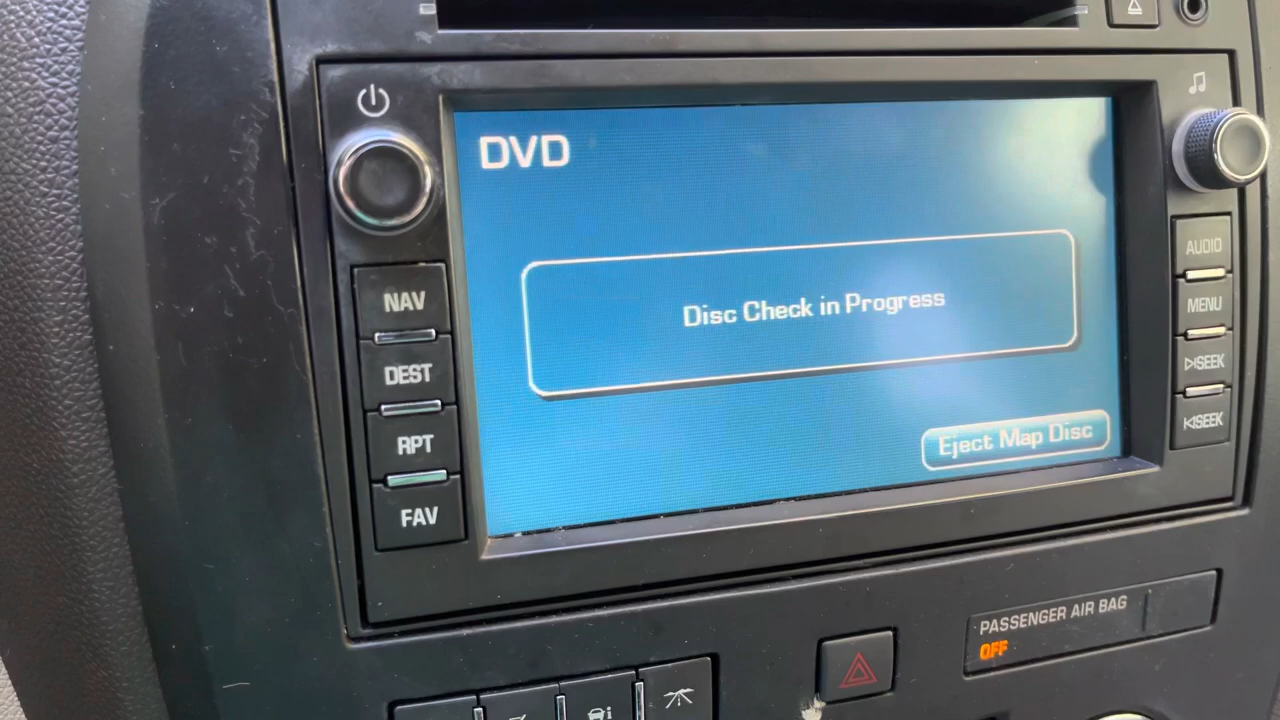 DVD
Disc Check in Progress
Eject Map Disc
NAV
DEST
RPT
FAV
AUDIO
MENU
SEEK
SEEK
PASSENGER AIR BAG
OFF
i